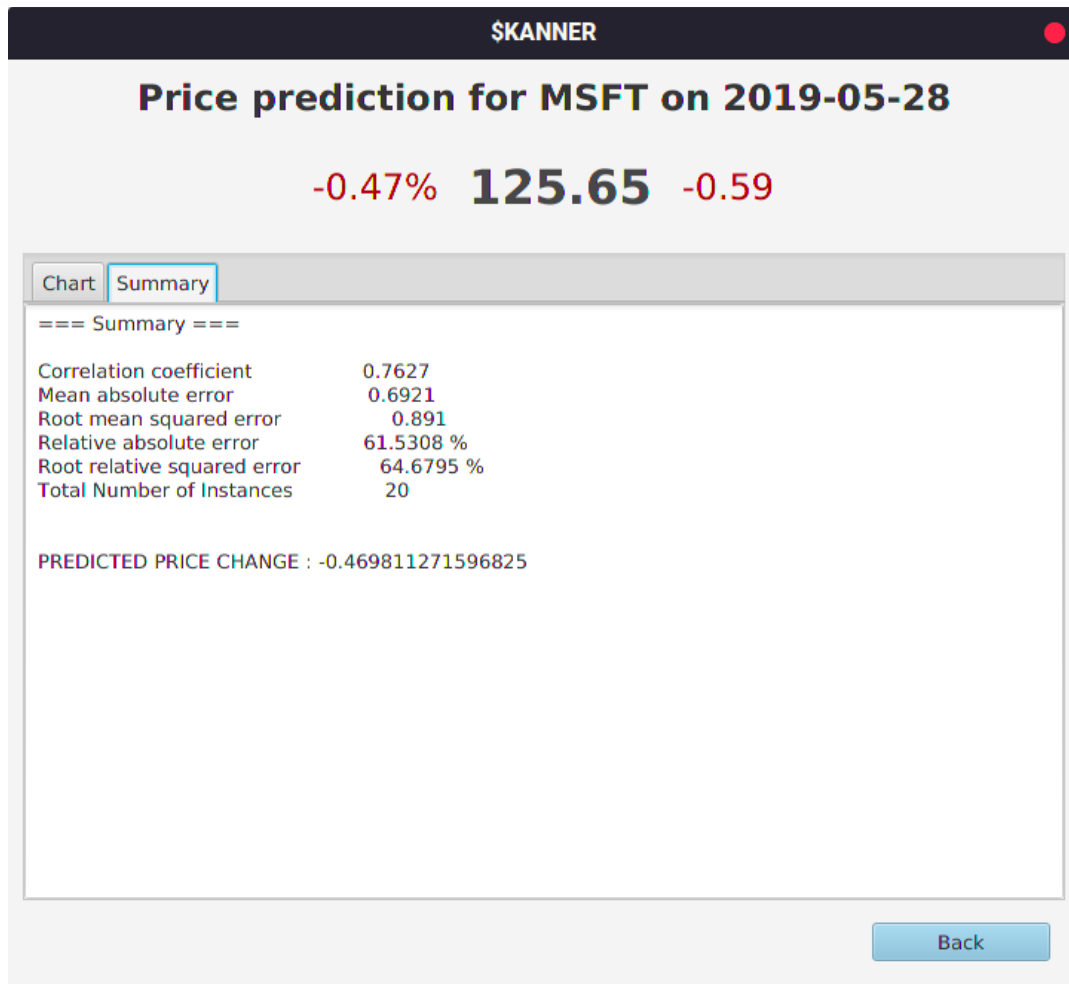 $KANNER
Price prediction for MSFT on 2019-05-28
-0.47% 125.65 -0.59
Chart Summary
=== Summary ===
Correlation coefficient 0.7627
Mean absolute error 0.6921
Root mean squared error 0.891
Relative absolute error 61.5308 %
Root relative squared error 64.6795 %
Total Number of Instances 20
PREDICTED PRICE CHANGE : -0.469811271596825
Back